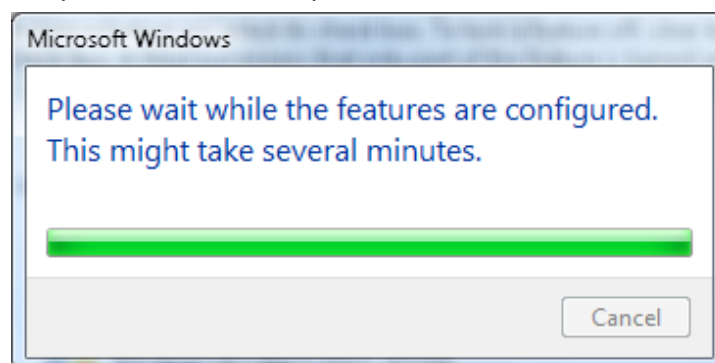 Microsoft Windows
Please wait while the features are configured.
This might take several minutes.
Cancel